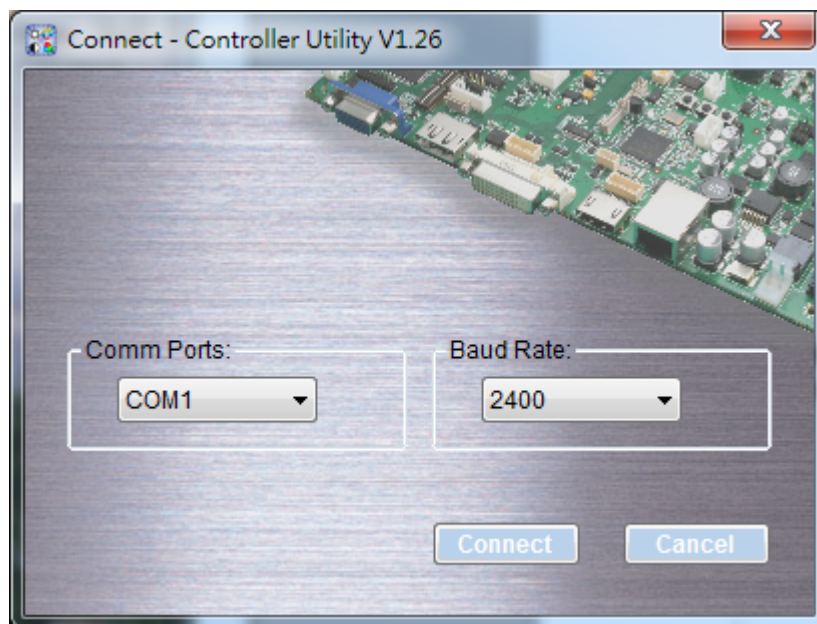 Connect - Controller Utility V1.26
Comm Ports:
Baud Rate:
COM1
2400
Connect
Cancel